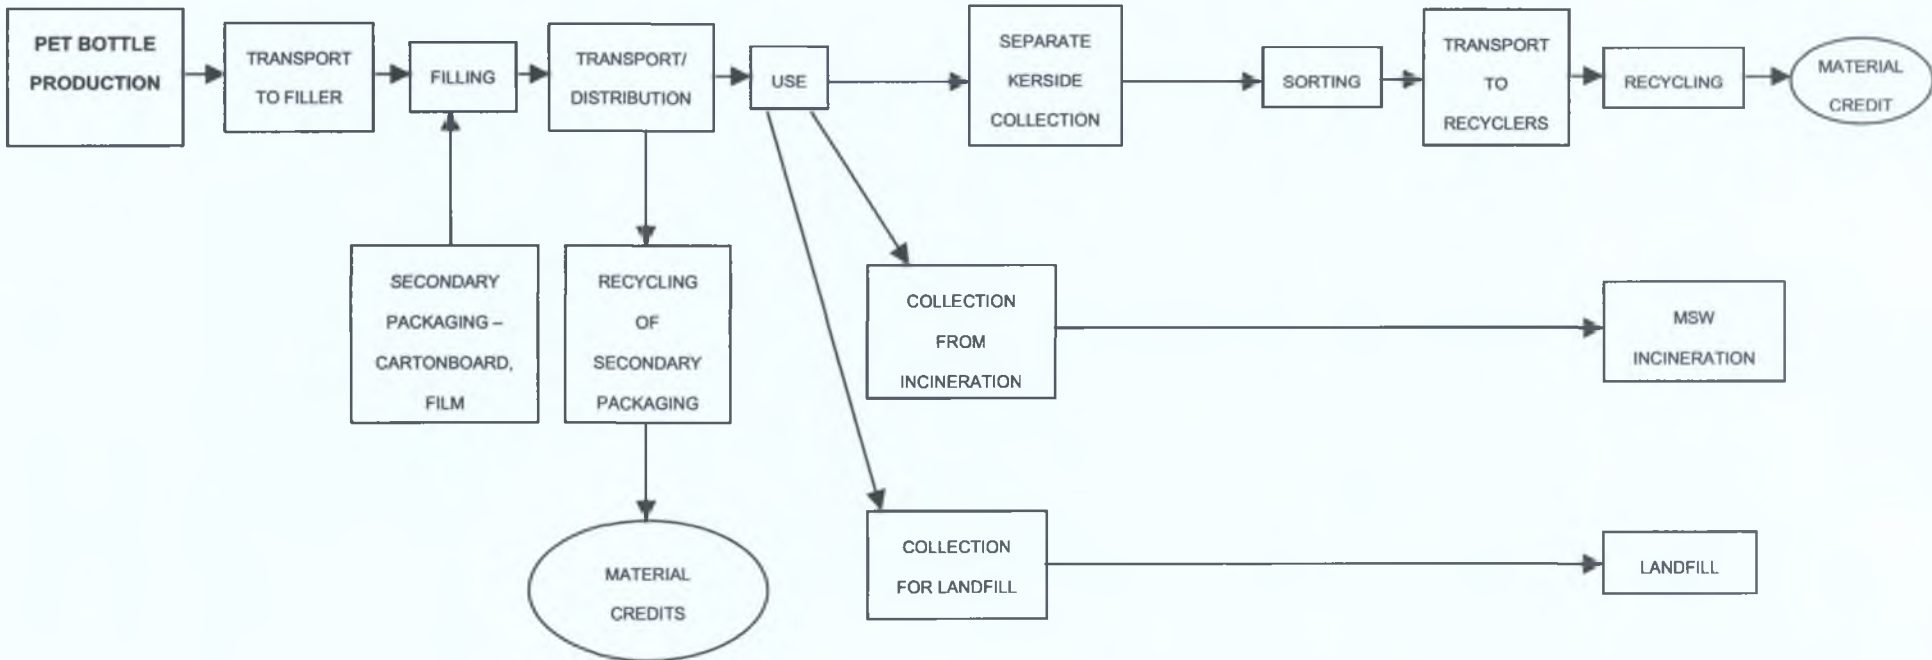 PET BOTTLE
PRODUCTION
TRANSPORT
TO FILLER
FILLING
TRANSPORT/
DISTRIBUTION
USE
SEPARATE
KERSIDE
COLLECTION
SORTING
TRANSPORT
TO
RECYCLERS
RECYCLING
MATERIAL
CREDIT
SECONDARY
PACKAGING –
CARTONBOARD,
FILM
RECYCLING
OF
SECONDARY
PACKAGING
COLLECTION
FROM
INCINERATION
MSW
INCINERATION
MATERIAL
CREDITS
COLLECTION
FOR LANDFILL
LANDFILL